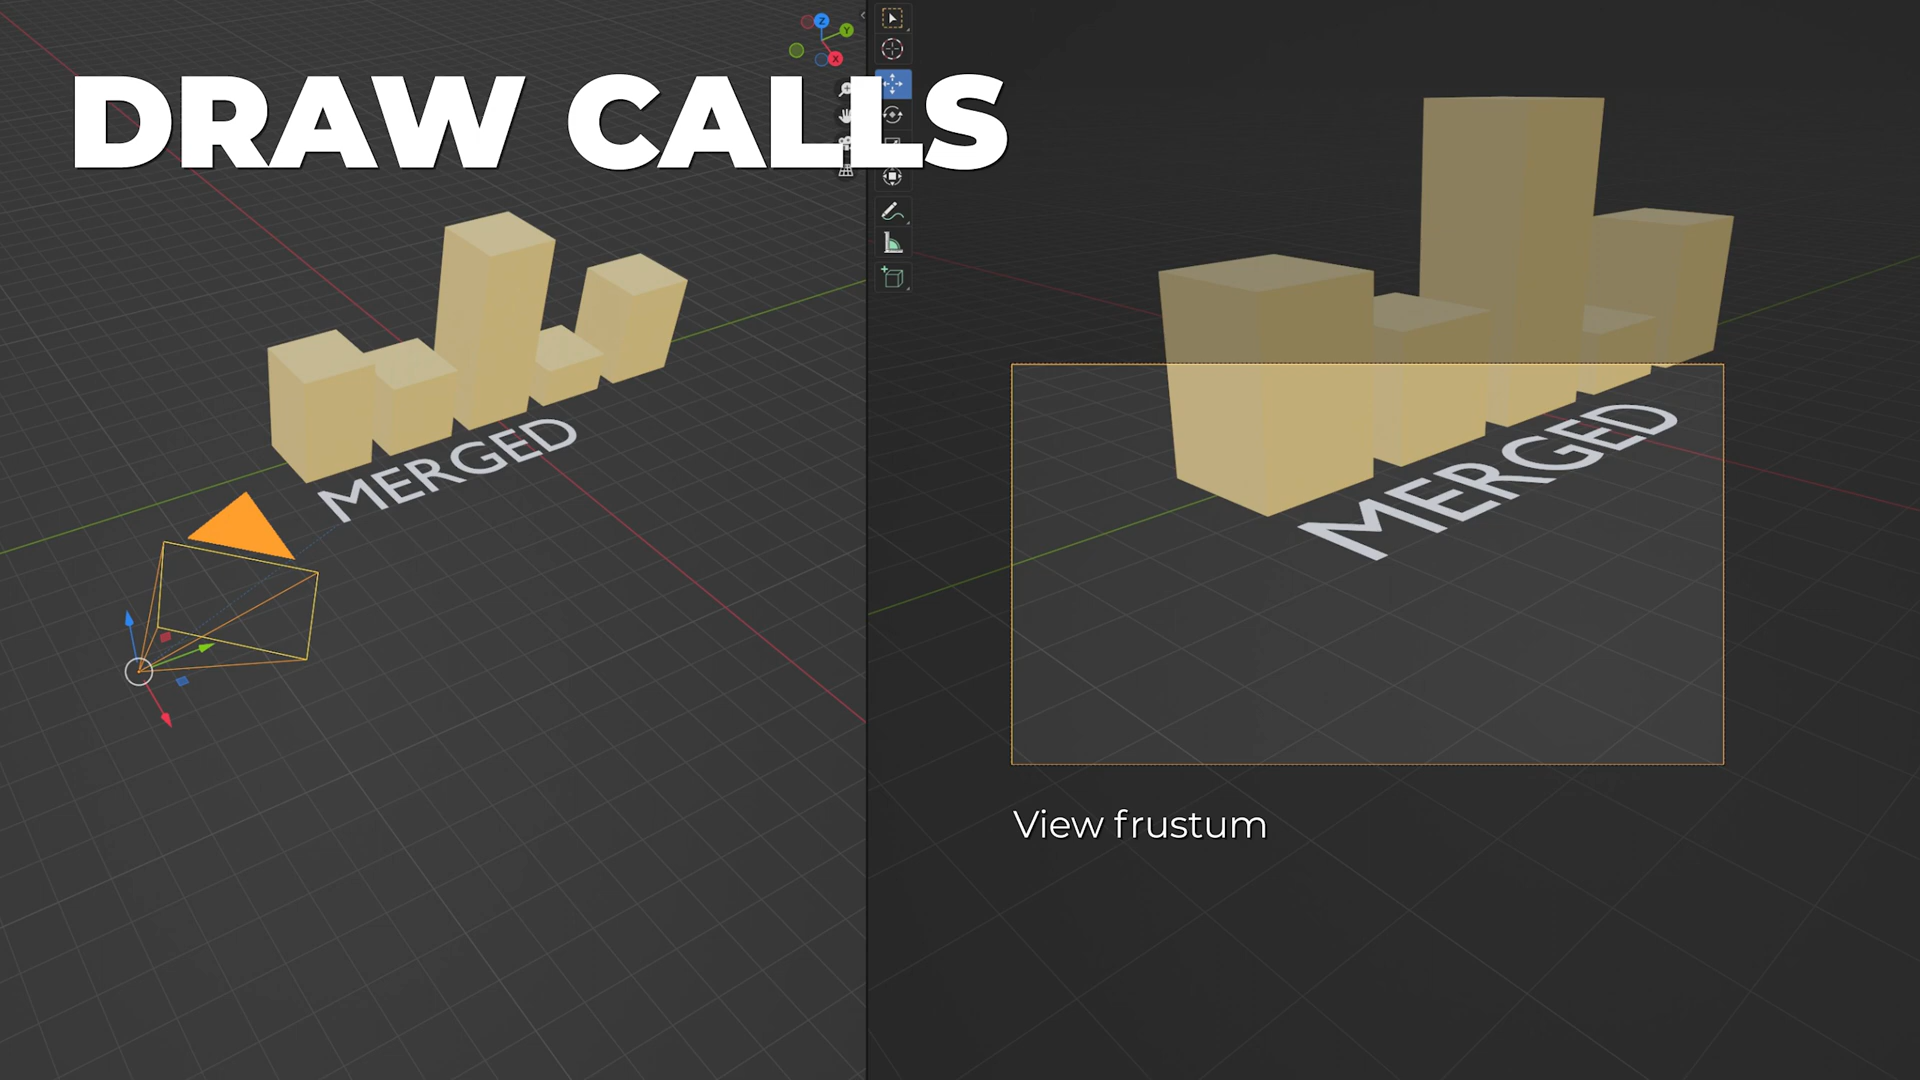 DRAW CALLS
Z
Y
X
MERGED
MERGED
View frustum